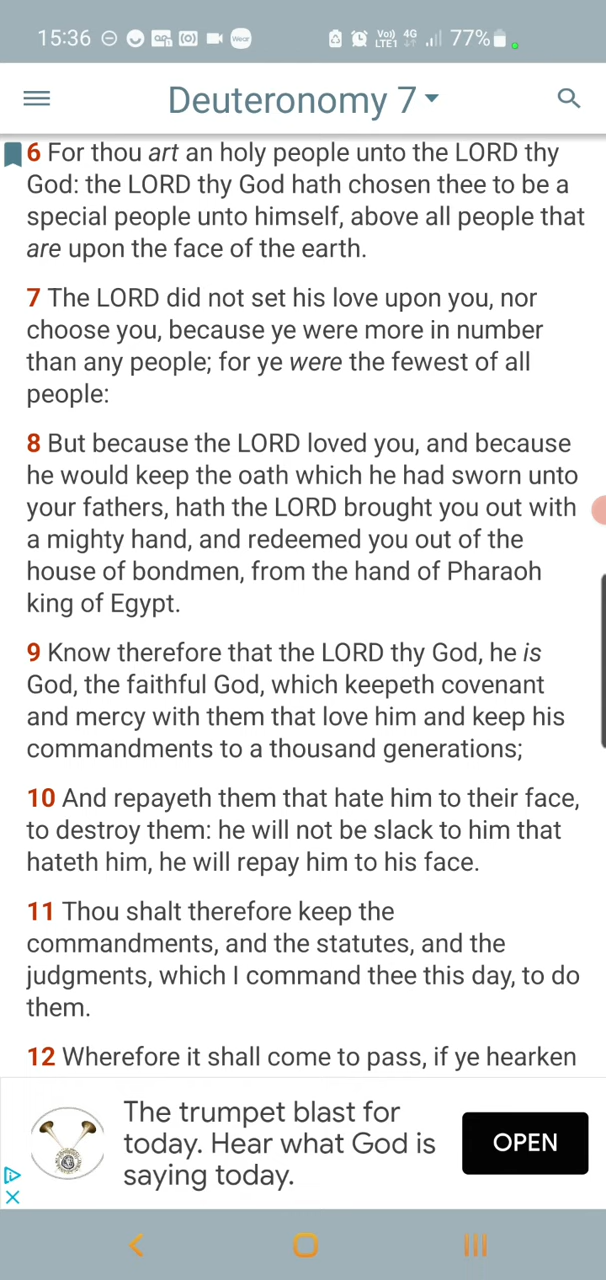 15:36
Wear
Vo))
LTE1
4G
77%
Deuteronomy 7
6 For thou art an holy people unto the LORD thy
God: the LORD thy God hath chosen thee to be a
special people unto himself, above all people that
are upon the face of the earth.
7 The LORD did not set his love upon you, nor
choose you, because ye were more in number
than any people; for ye were the fewest of all
people:
8 But because the LORD loved you, and because
he would keep the oath which he had sworn unto
your fathers, hath the LORD brought you out with
a mighty hand, and redeemed you out of the
house of bondmen, from the hand of Pharaoh
king of Egypt.
9 Know therefore that the LORD thy God, he is
God, the faithful God, which keepeth covenant
and mercy with them that love him and keep his
commandments to a thousand generations;
10 And repayeth them that hate him to their face,
to destroy them: he will not be slack to him that
hateth him, he will repay him to his face.
11 Thou shalt therefore keep the
commandments, and the statutes, and the
judgments, which I command thee this day, to do
them.
12 Wherefore it shall come to pass, if ye hearken
The trumpet blast for
today. Hear what God is
saying today.
OPEN